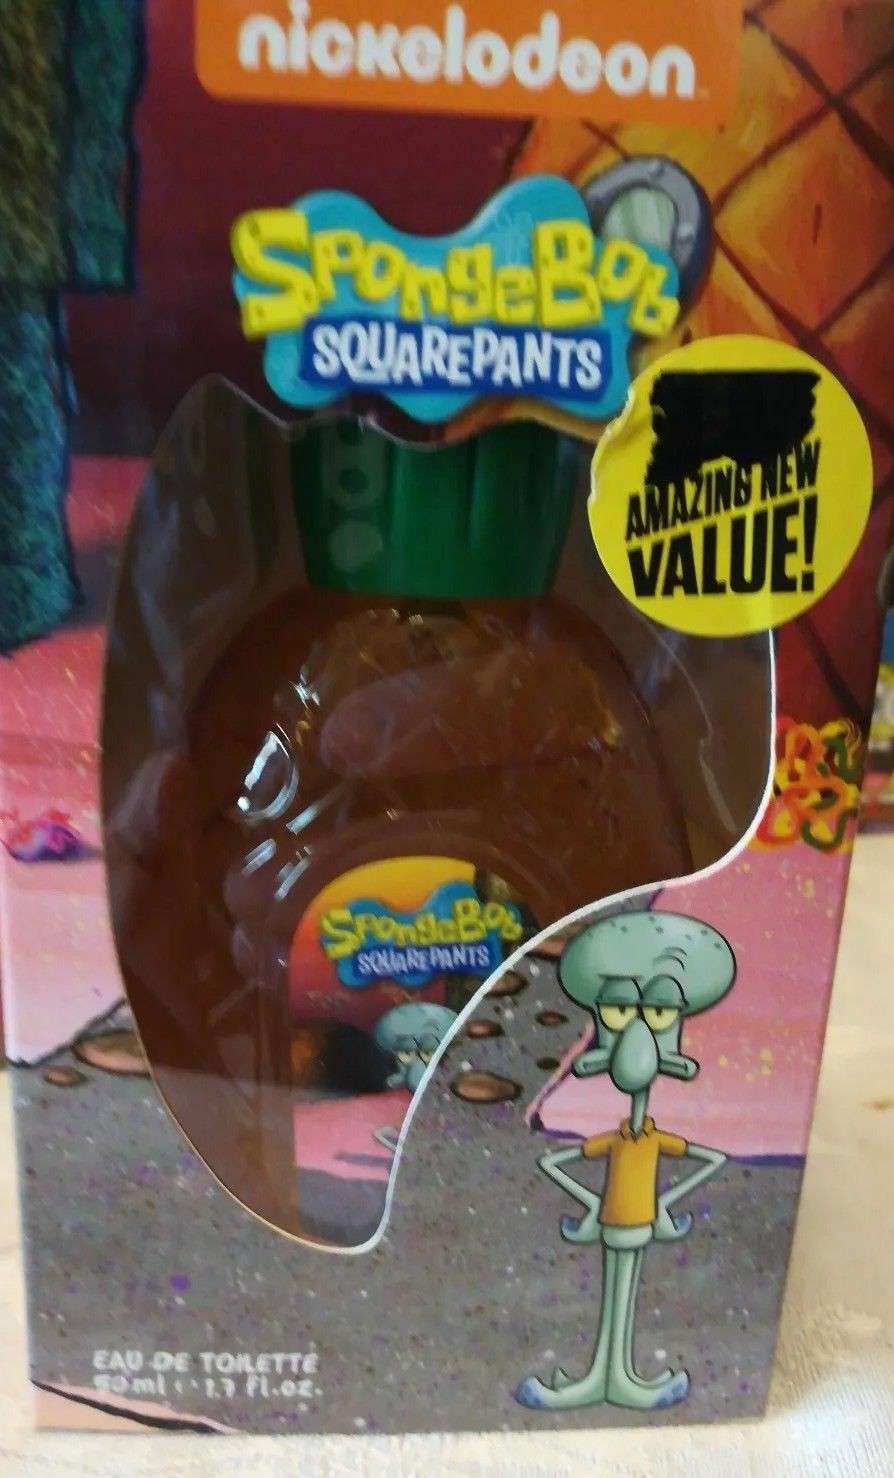 nickelodeon
SPONGEBOB
SQUAREPANTS
AMAZING NEW
VALUE!
SPONGEBOB
SQUAREPANTS
EAU DE TOILETTE
50ml · 1.7 fl.oz.